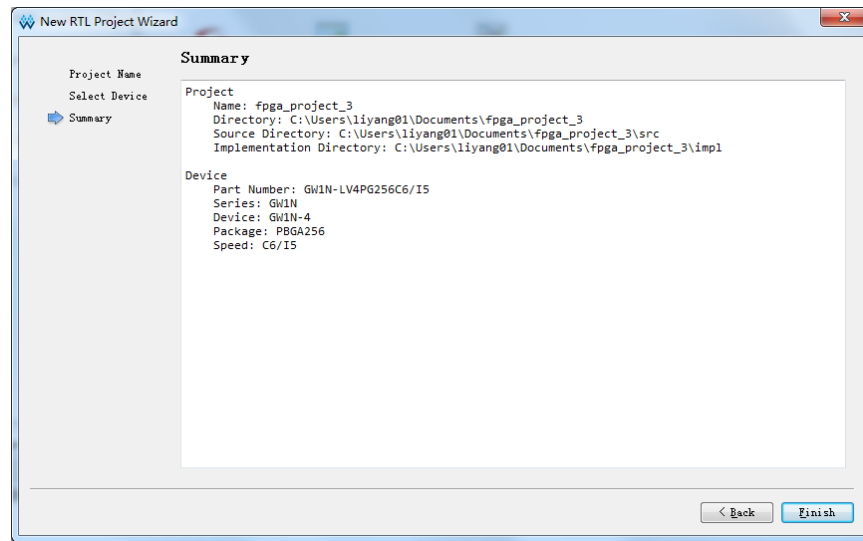 New RTL Project Wizard
Project Name
Select Device
Summary
Summary
Project
Name: fpga_project_3
Directory: C:\Users\liyang01\Documents\fpga_project_3
Source Directory: C:\Users\liyang01\Documents\fpga_project_3\src
Implementation Directory: C:\Users\liyang01\Documents\fpga_project_3\impl
Device
Part Number: GW1N-LV4PG256C6/I5
Series: GW1N
Device: GW1N-4
Package: PBGA256
Speed: C6/I5
< Back
Finish